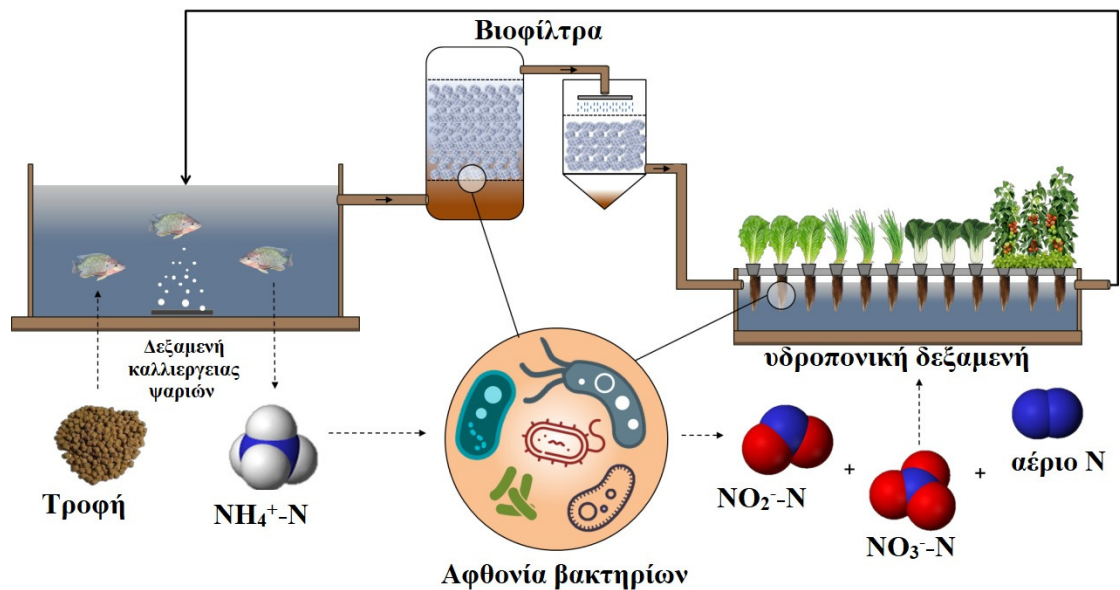 Βιοφίλτρα
Δεξαμενή
καλλιεργειας
ψαριών
υδροπονική δεξαμενή
Τροφή
NH₄⁺-N
Αφθονία βακτηρίων
NO₂⁻-N
+
NO₃⁻-N
+
αέριο N